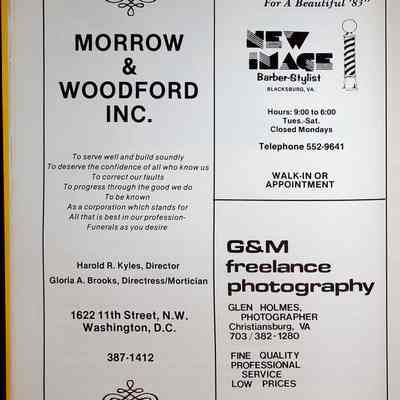 MORROW
&
WOODFORD
INC.
To serve well and build soundly
To deserve the confidence of all who know us
To correct our faults
To progress through the good we do
To be known
As a corporation which stands for
All that is best in our profession-
Funerals as you desire
Harold R. Kyles, Director
Gloria A. Brooks, Directress/Mortician
1622 11th Street, N.W.
Washington, D.C.
387-1412
For A Beautiful '83"
NEW
IMAGE
Barber-Stylist
BLACKSBURG, VA.
Hours: 9:00 to 6:00
Tues.-Sat.
Closed Mondays
Telephone 552-9641
WALK-IN OR
APPOINTMENT
G&M
freelance
photography
GLEN HOLMES,
PHOTOGRAPHER
Christiansburg, VA
703/382-1280
FINE QUALITY
PROFESSIONAL
SERVICE
LOW PRICES